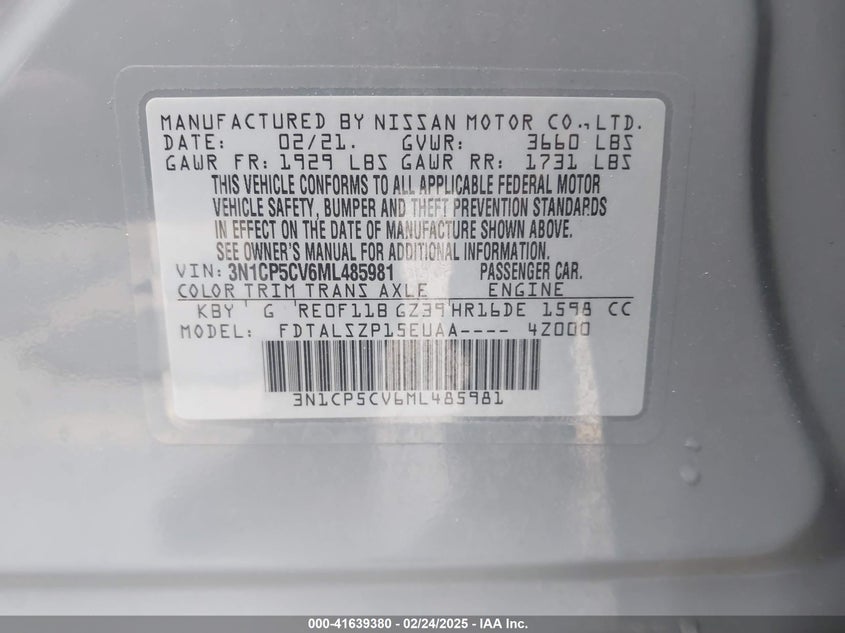 MANUFACTURED BY NISSAN MOTOR CO.,LTD.
DATE: 02/21. GVWR: 3660 LBS
GAWR FR: 1929 LBS GAWR RR: 1731 LBS
THIS VEHICLE CONFORMS TO ALL APPLICABLE FEDERAL MOTOR
VEHICLE SAFETY, BUMPER AND THEFT PREVENTION STANDARDS
IN EFFECT ON THE DATE OF MANUFACTURE SHOWN ABOVE.
SEE OWNER'S MANUAL FOR ADDITIONAL INFORMATION
VIN: 3N1CP5CV6ML485981 PASSENGER CAR.
COLOR TRIM TRANS AXLE ENGINE
KBY G RE0F11B GZ39 HR16DE 1598 CC
MODEL: FDTALSZP15EUAA---- 4Z000
3N1CP5CV6ML485981
000-41639380 - 02/24/2025 - IAA Inc.